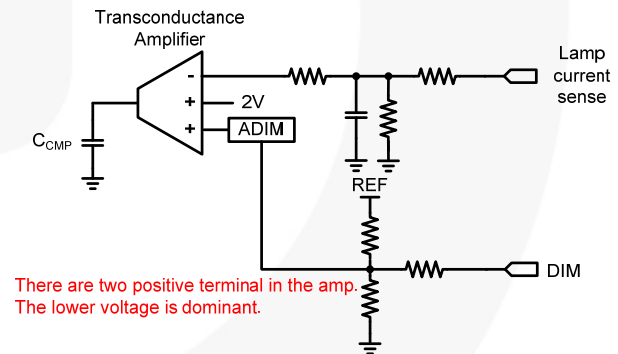 Transconductance
Amplifier
Lamp
current
sense
-
+
2V
+
ADIM
C_CMP
REF
DIM
There are two positive terminal in the amp.
The lower voltage is dominant.